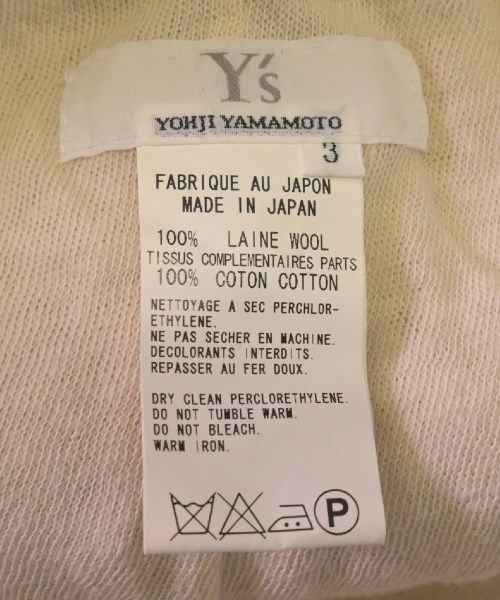 Y's
YOHJI YAMAMOTO
3
FABRIQUE AU JAPON
MADE IN JAPAN
100% LAINE WOOL
TISSUS COMPLEMENTAIRES PARTS
100% COTON COTTON
NETTOYAGE A SEC PERCHLOR-
ETHYLENE.
NE PAS SECHER EN MACHINE.
DECOLORANTS INTERDITS.
REPASSER AU FER DOUX.
DRY CLEAN PERCLORETHYLENE.
DO NOT TUMBLE WARM.
DO NOT BLEACH.
WARM IRON.
P